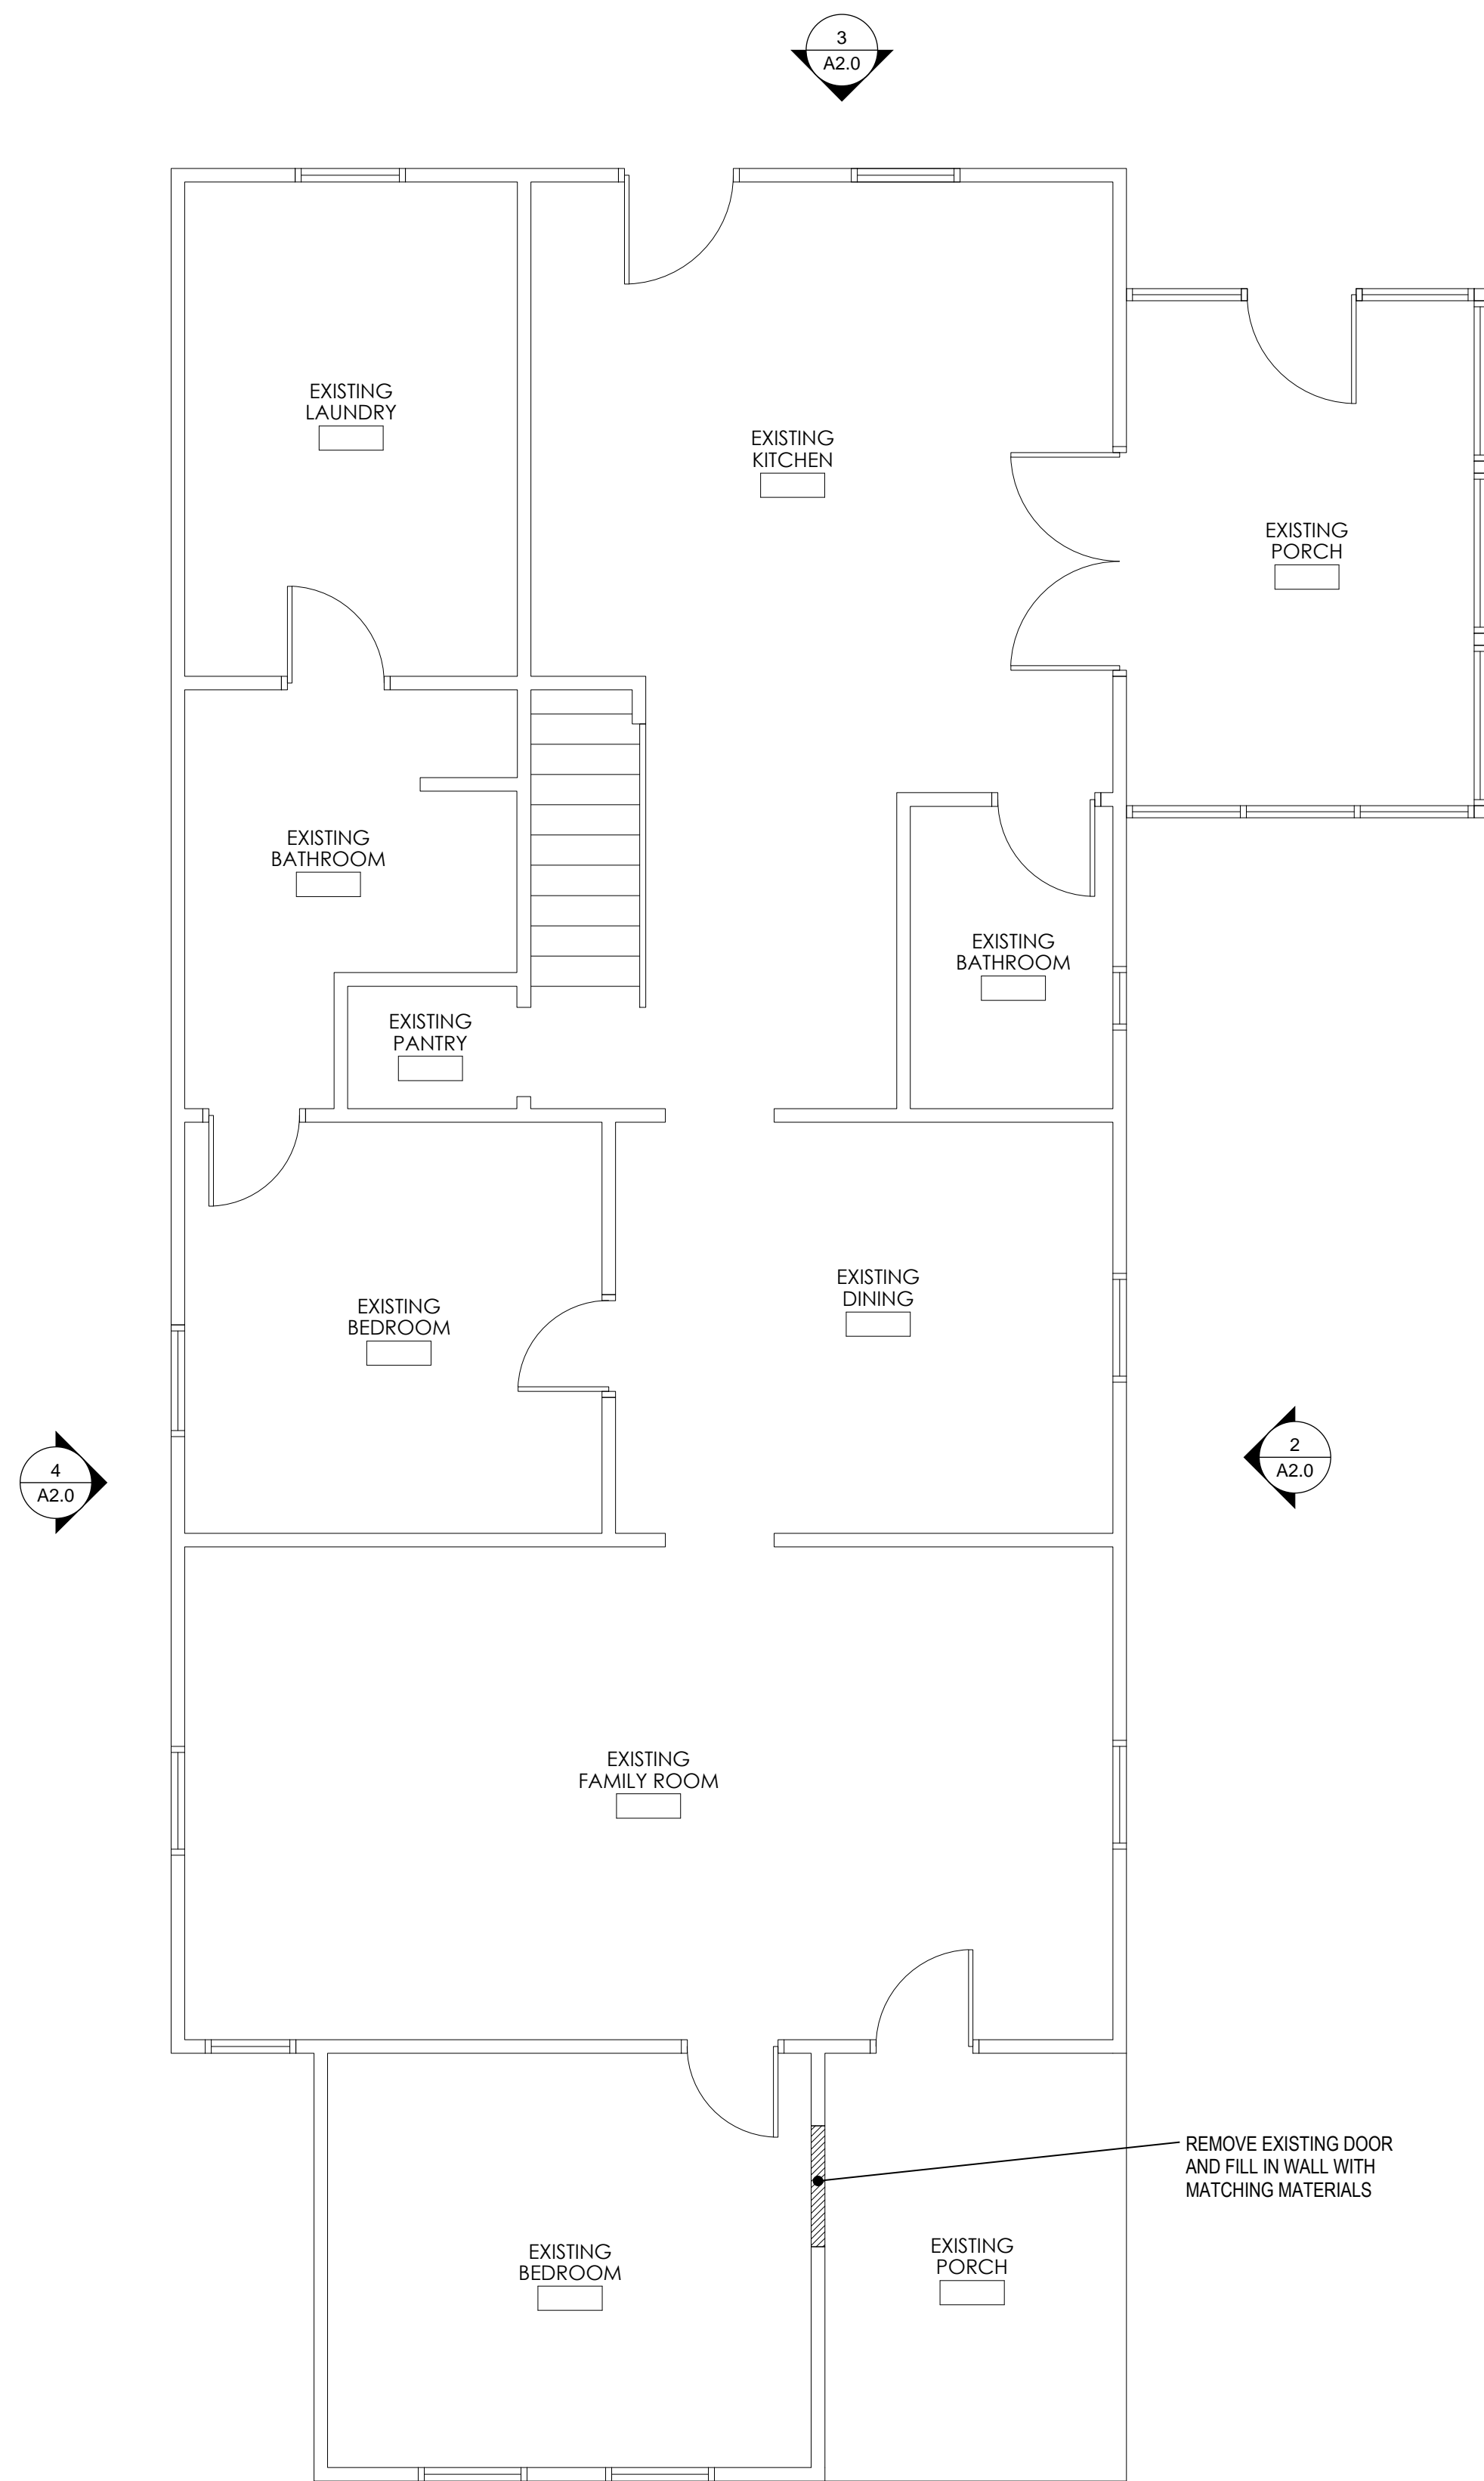 3
A2.0
EXISTING
LAUNDRY
EXISTING
KITCHEN
EXISTING
PORCH
EXISTING
BATHROOM
EXISTING
BATHROOM
EXISTING
PANTRY
EXISTING
DINING
EXISTING
BEDROOM
2
A2.0
4
A2.0
EXISTING
FAMILY ROOM
REMOVE EXISTING DOOR
AND FILL IN WALL WITH
MATCHING MATERIALS
EXISTING
PORCH
EXISTING
BEDROOM